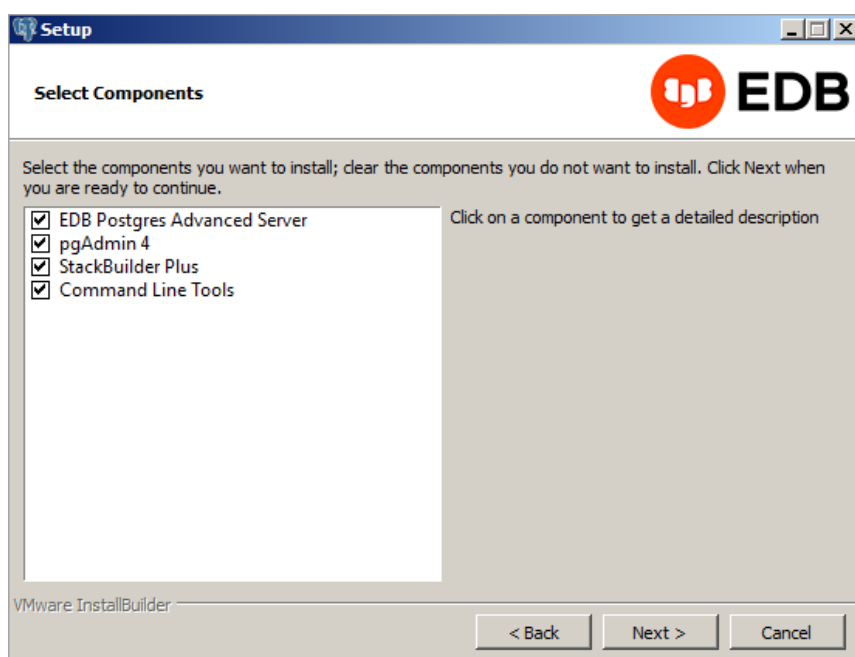 Setup
Select Components
EDB
Select the components you want to install; clear the components you do not want to install. Click Next when
you are ready to continue.
EDB Postgres Advanced Server
pgAdmin 4
StackBuilder Plus
Command Line Tools
Click on a component to get a detailed description
VMware InstallBuilder
< Back
Next >
Cancel